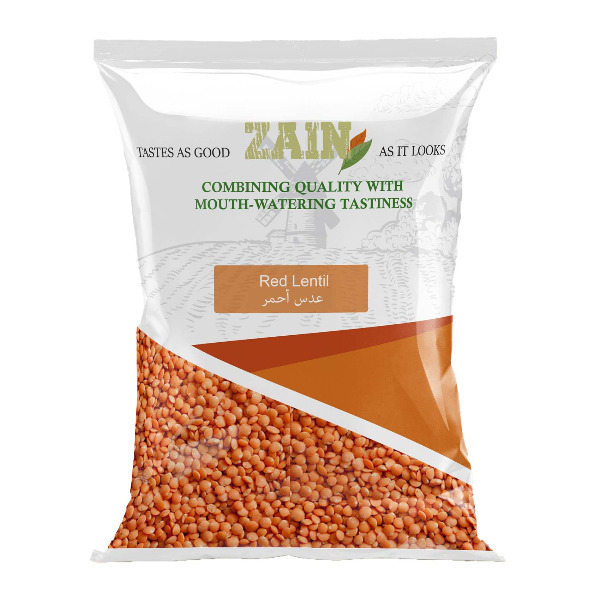 ZAIN
TASTES AS GOOD AS IT LOOKS
COMBINING QUALITY WITH
MOUTH-WATERING TASTINESS
Red Lentil
عدس أحمر